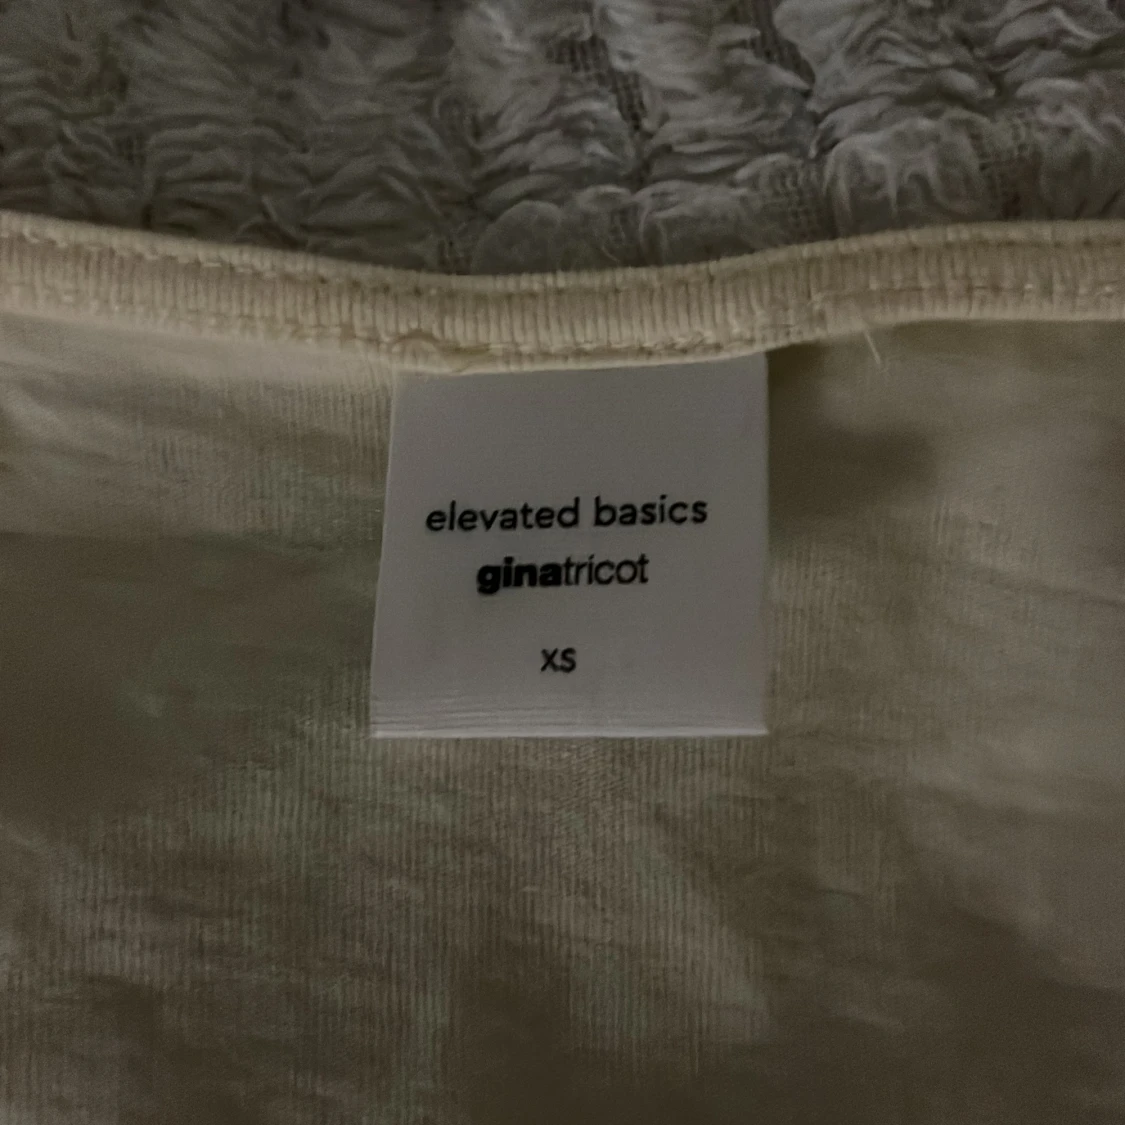 elevated basics
ginatricot
xs